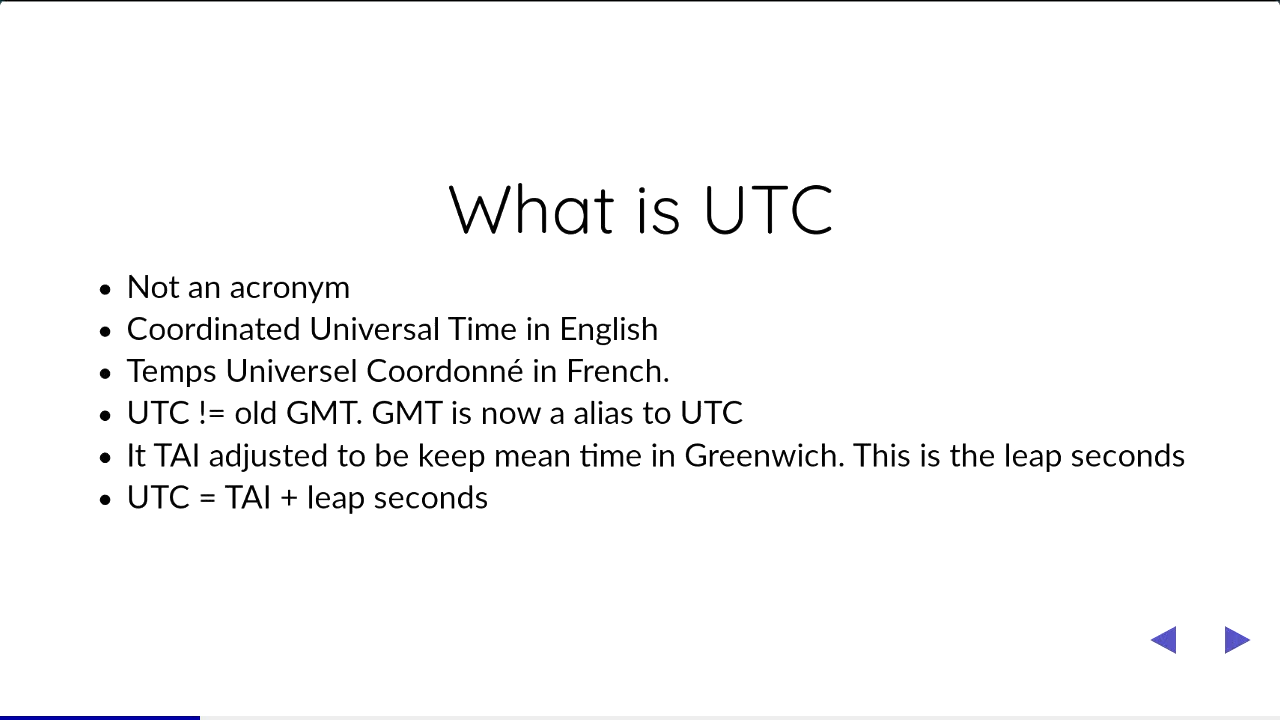 What is UTC
Not an acronym
Coordinated Universal Time in English
Temps Universel Coordonné in French.
UTC != old GMT. GMT is now a alias to UTC
It TAI adjusted to be keep mean time in Greenwich. This is the leap seconds
UTC = TAI + leap seconds